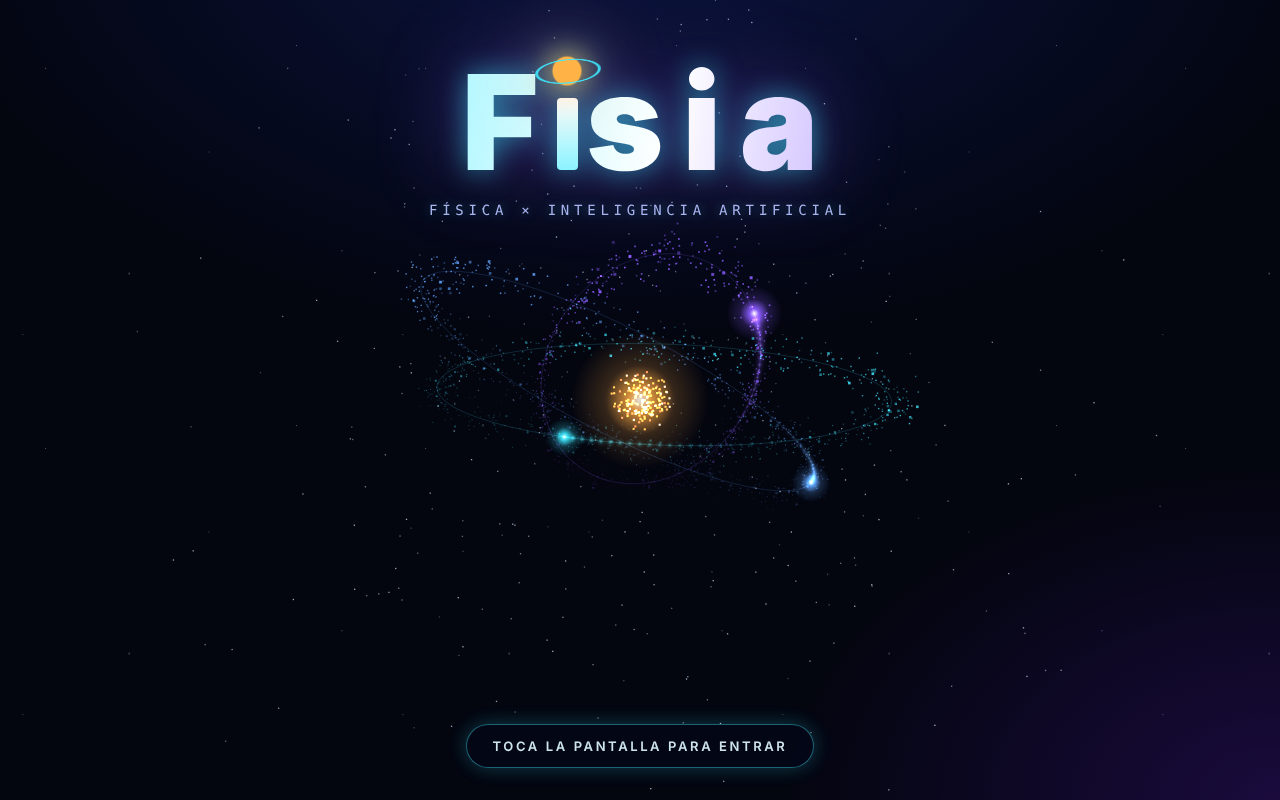 Fisia
FÍSICA × INTELIGENCIA ARTIFICIAL
TOCA LA PANTALLA PARA ENTRAR